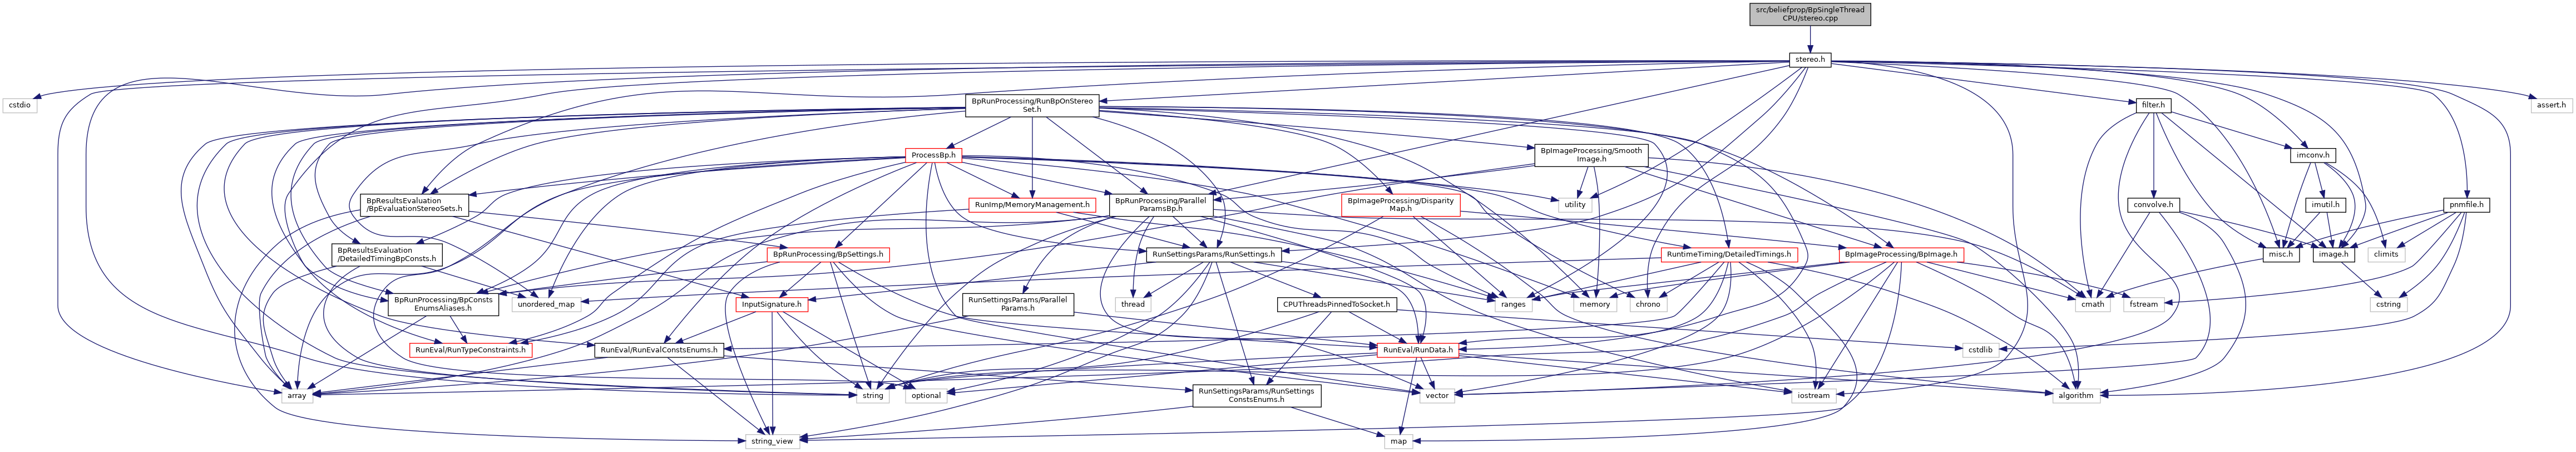 src/beliefprop/BpSingleThread
CPU/stereo.cpp
stereo.h
cstdio
BpRunProcessing/RunBpOnStereo
Set.h
filter.h
assert.h
ProcessBp.h
BpImageProcessing/Smooth
Image.h
imconv.h
BpResultsEvaluation
/BpEvaluationStereoSets.h
RunImp/MemoryManagement.h
BpRunProcessing/Parallel
ParamsBp.h
BpImageProcessing/Disparity
Map.h
utility
convolve.h
imutil.h
pnmfile.h
BpResultsEvaluation
/DetailedTimingBpConsts.h
BpRunProcessing/BpSettings.h
RunSettingsParams/RunSettings.h
RuntimeTiming/DetailedTimings.h
BpImageProcessing/BpImage.h
misc.h
image.h
climits
BpRunProcessing/BpConsts
EnumsAliases.h
unordered_map
InputSignature.h
RunSettingsParams/Parallel
Params.h
thread
CPUThreadsPinnedToSocket.h
ranges
memory
chrono
cmath
fstream
cstring
RunEval/RunTypeConstraints.h
RunEval/RunEvalConstsEnums.h
RunEval/RunData.h
cstdlib
array
string
optional
RunSettingsParams/RunSettings
ConstsEnums.h
vector
iostream
algorithm
string_view
map